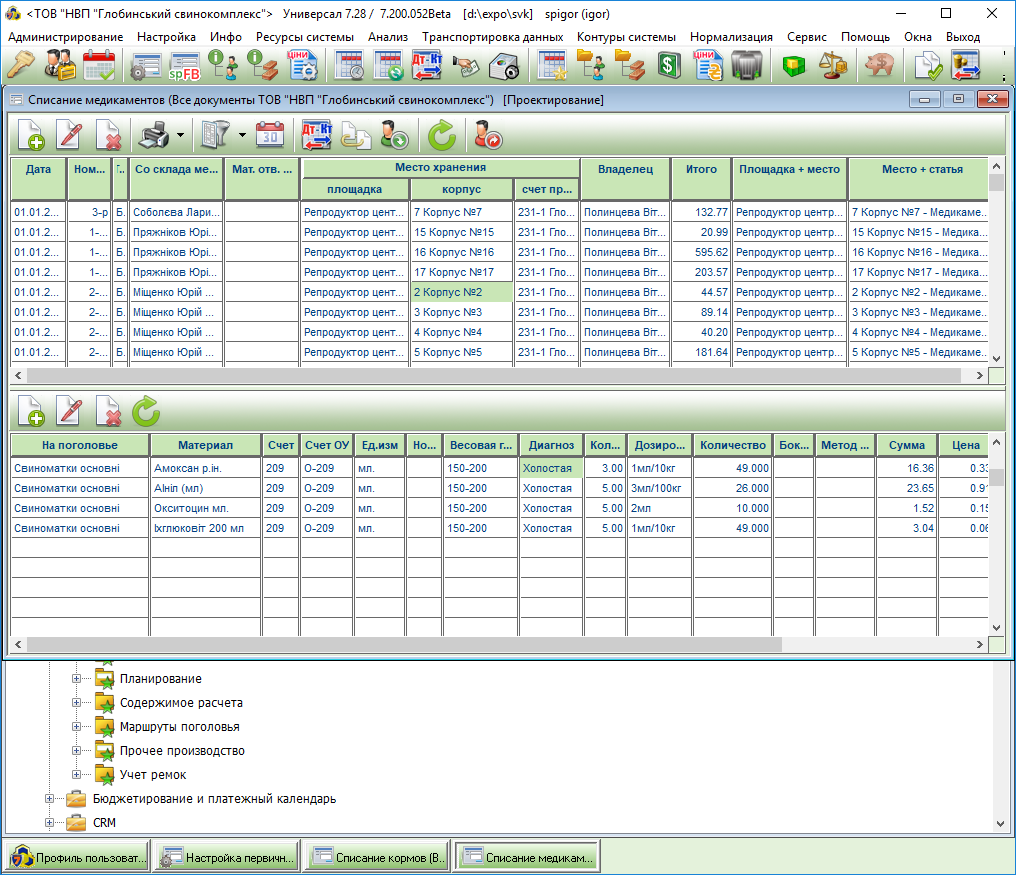 <ТОВ "НВП "Глобинський свинокомплекс"> Универсал 7.28 / 7.200.052Beta [d:\expo\svk] spigor (igor)
Администрирование Настройка Инфо Ресурсы системы Анализ Транспортировка данных Контуры системы Нормализация Сервис Помощь Окна Выход
Списание медикаментов (Все документы ТОВ "НВП "Глобинський свинокомплекс") [Проектирование]
Дата Ном... Со склада ме... Мат. отв. ... Место хранения Владелец Итого Площадка + место Место + статья
площадка корпус счет пр...
01.01.2... 3-р Б. Соболєва Лари... Репродуктор цент... 7 Корпус №7 231-1 Гло... Полинцева Віт... 132.77 Репродуктор центр... 7 Корпус №7 - Медикаме...
01.01.2... 1-... Б. Пряжніков Юрі... Репродуктор цент... 15 Корпус №15 231-1 Гло... Полинцева Віт... 20.99 Репродуктор центр... 15 Корпус №15 - Медика...
01.01.2... 1-... Б. Пряжніков Юрі... Репродуктор цент... 16 Корпус №16 231-1 Гло... Полинцева Віт... 595.62 Репродуктор центр... 16 Корпус №16 - Медика...
01.01.2... 1-... Б. Пряжніков Юрі... Репродуктор цент... 17 Корпус №17 231-1 Гло... Полинцева Віт... 203.57 Репродуктор центр... 17 Корпус №17 - Медика...
01.01.2... 2-... Б. Міщенко Юрій ... Репродуктор цент... 2 Корпус №2 231-1 Гло... Полинцева Віт... 44.57 Репродуктор центр... 2 Корпус №2 - Медикаме...
01.01.2... 2-... Б. Міщенко Юрій ... Репродуктор цент... 3 Корпус №3 231-1 Гло... Полинцева Віт... 89.14 Репродуктор центр... 3 Корпус №3 - Медикаме...
01.01.2... 2-... Б. Міщенко Юрій ... Репродуктор цент... 4 Корпус №4 231-1 Гло... Полинцева Віт... 40.20 Репродуктор центр... 4 Корпус №4 - Медикаме...
01.01.2... 2-... Б. Міщенко Юрій ... Репродуктор цент... 5 Корпус №5 231-1 Гло... Полинцева Віт... 181.64 Репродуктор центр... 5 Корпус №5 - Медикаме...
На поголовье Материал Счет Счет ОУ Ед.изм Но... Весовая г... Диагноз Кол... Дозиро... Количество Бок... Метод ... Сумма Цена
Свиноматки основні Амоксан р.ін. 209 О-209 мл. 150-200 Холостая 3.00 1мл/10кг 49.000 16.36 0.33
Свиноматки основні Аініл (мл) 209 О-209 мл. 150-200 Холостая 5.00 3мл/100кг 26.000 23.65 0.91
Свиноматки основні Окситоцин мл. 209 О-209 мл. 150-200 Холостая 5.00 2мл 10.000 1.52 0.15
Свиноматки основні Іхглюковіт 200 мл 209 О-209 мл. 150-200 Холостая 5.00 1мл/10кг 49.000 3.04 0.06
Планирование
Содержимое расчета
Маршруты поголовья
Прочее производство
Учет ремок
Бюджетирование и платежный календарь
CRM
Профиль пользоват... Настройка первичн... Списание кормов (В... Списание медикам...